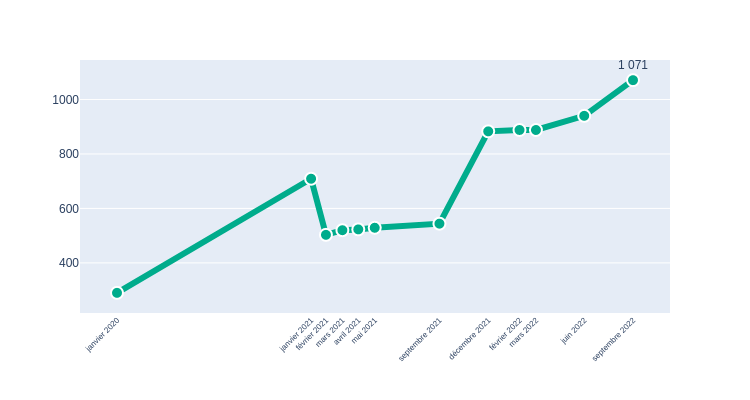 1 071
1000
800
600
400
janvier 2020
janvier 2021
février 2021
mars 2021
avril 2021
mai 2021
septembre 2021
décembre 2021
février 2022
mars 2022
juin 2022
septembre 2022